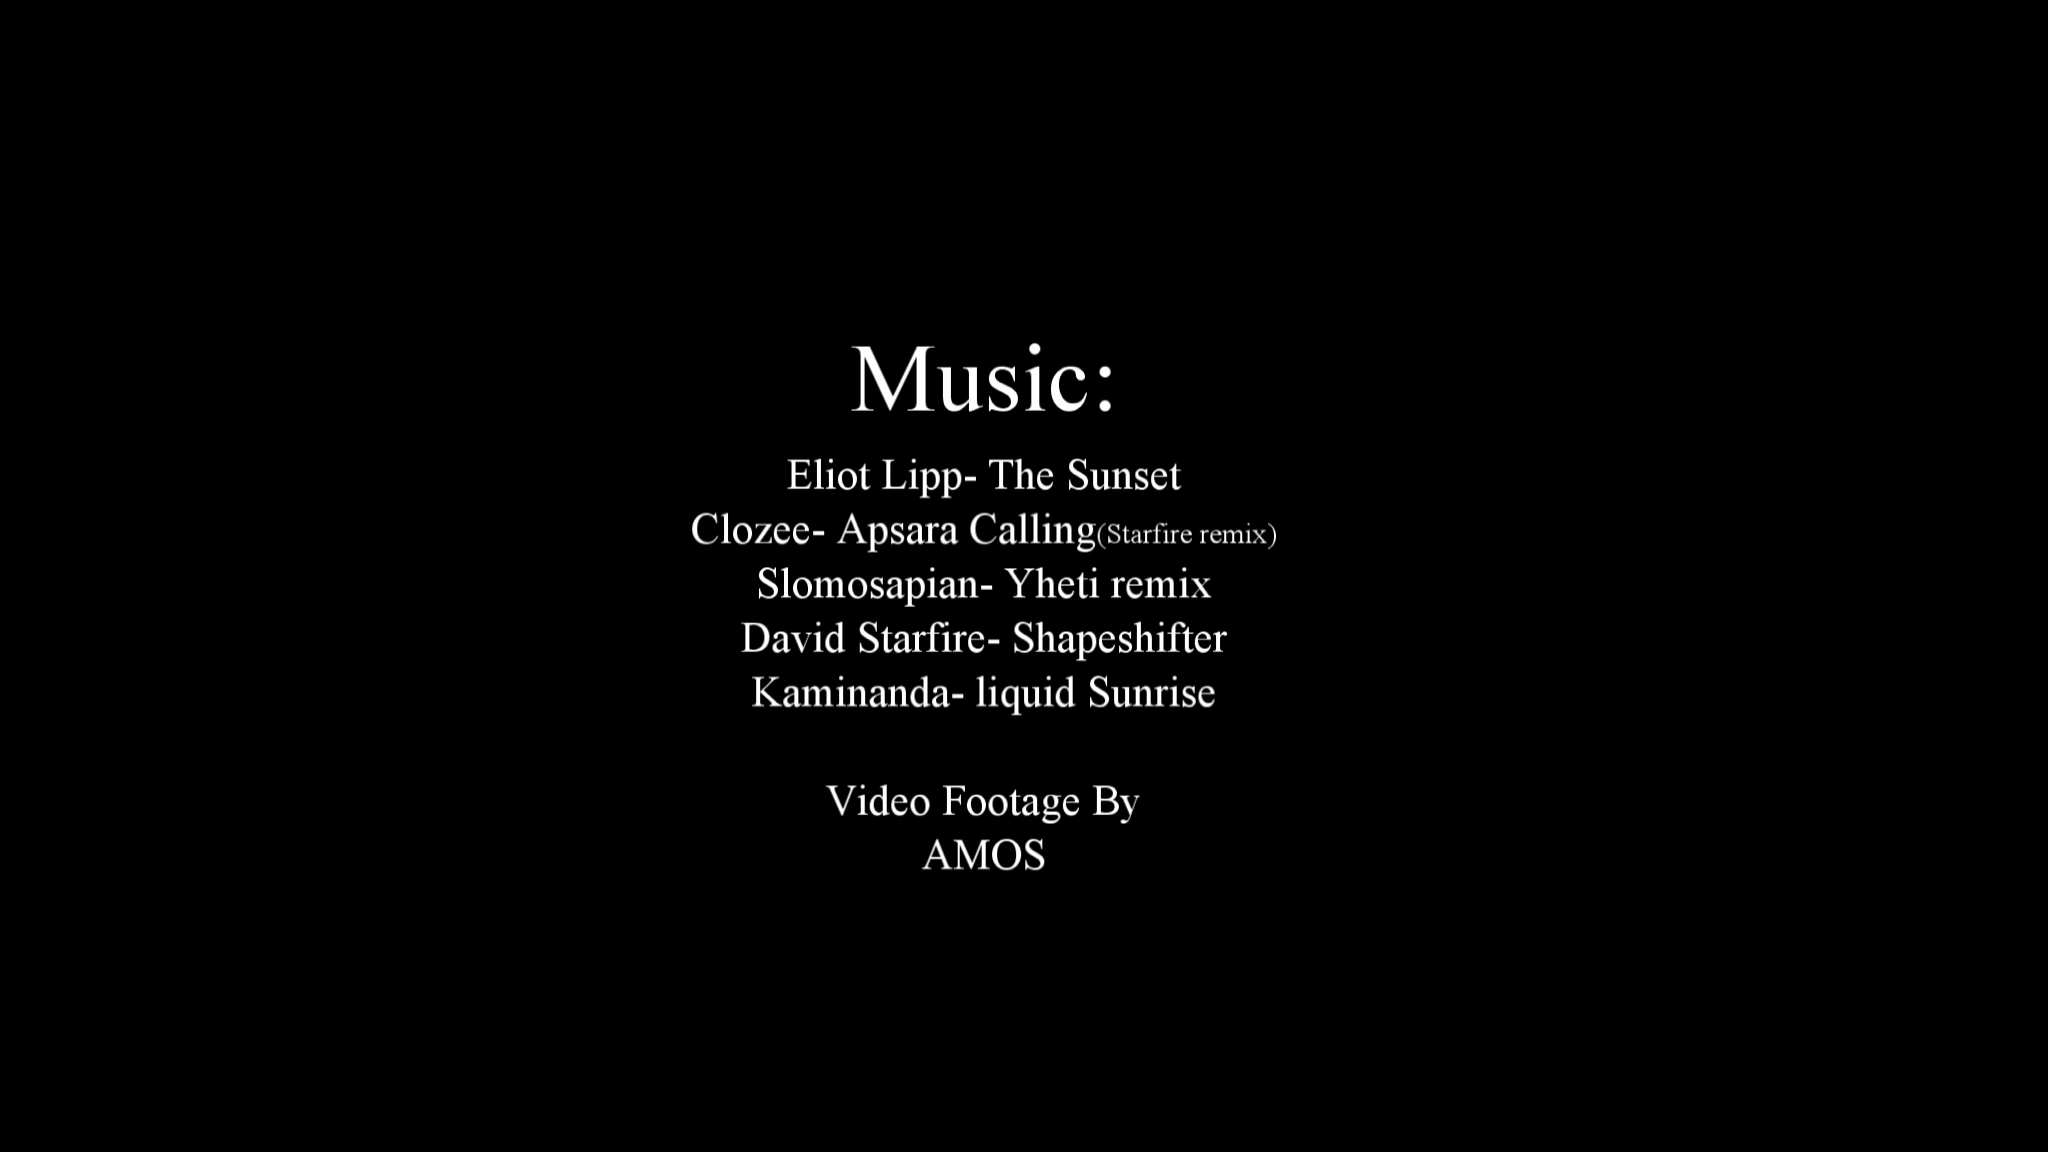 Music:
Eliot Lipp- The Sunset
Clozee- Apsara Calling(Starfire remix)
Slomosapian- Yheti remix
David Starfire- Shapeshifter
Kaminanda- liquid Sunrise
Video Footage By
AMOS